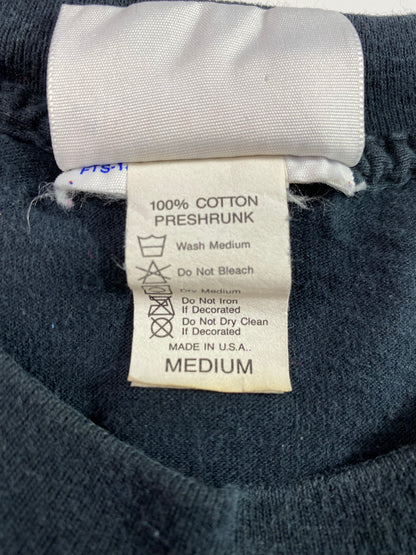 100% COTTON
PRESHRUNK
Wash Medium
Do Not Bleach
Dry Medium
Do Not Iron
If Decorated
Do Not Dry Clean
If Decorated
MADE IN U.S.A..
MEDIUM